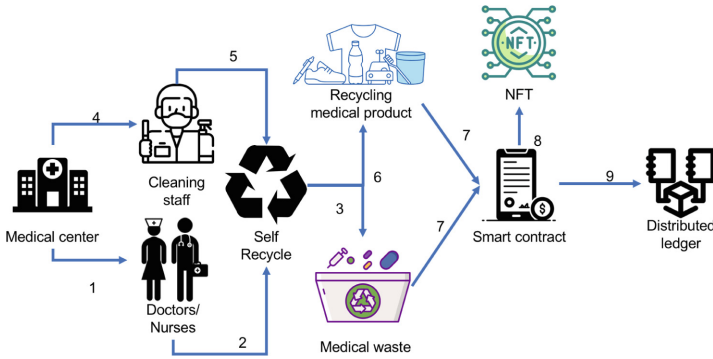 5
NFT
NFT
4
Recycling
medical product
7
8
Cleaning
staff
6
9
3
7
Medical center
Self
Recycle
Smart contract
Distributed
ledger
1
Doctors/
Nurses
2
Medical waste
$